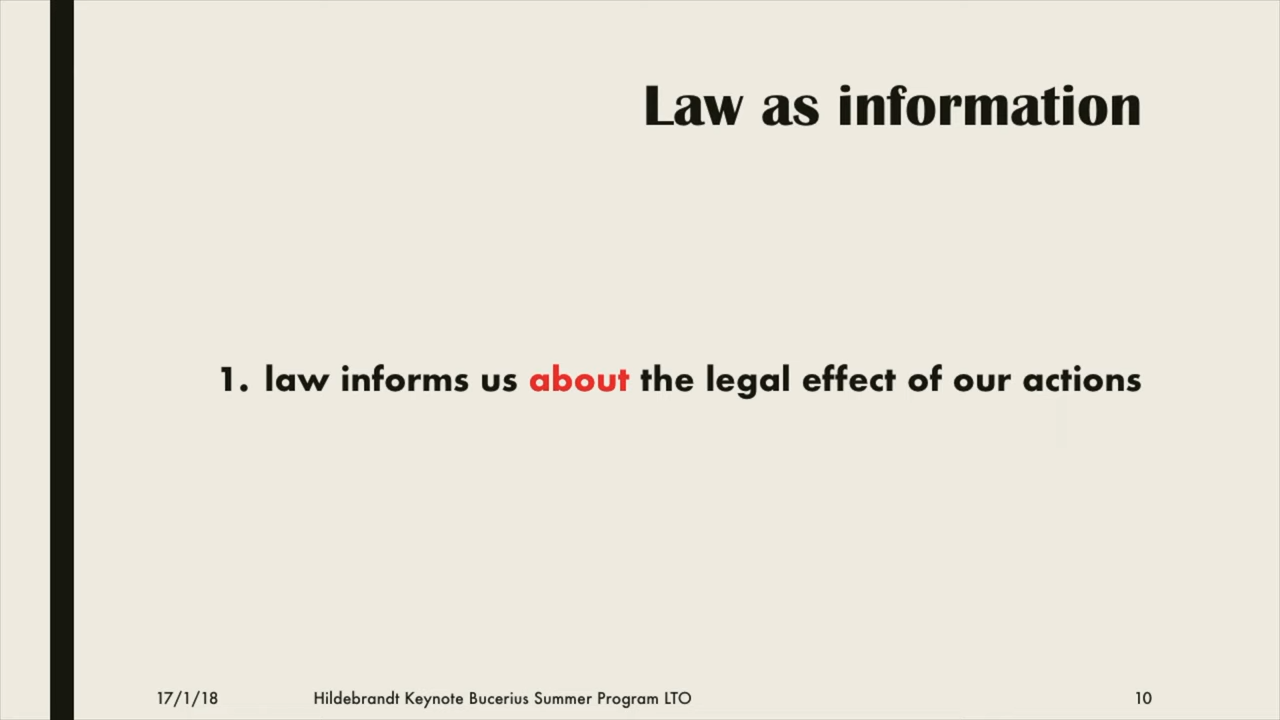 Law as information
1. law informs us about the legal effect of our actions
17/1/18 Hildebrandt Keynote Bucerius Summer Program LTO 10